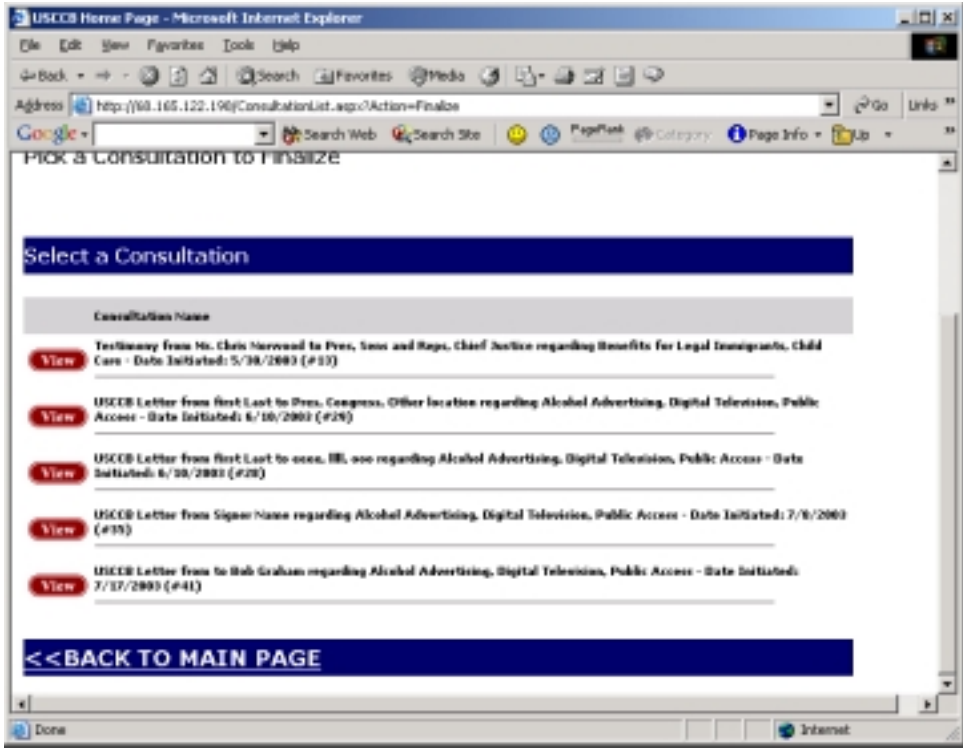 USCCB Home Page - Microsoft Internet Explorer
File Edit View Favorites Tools Help
Back Search Favorites Media
Address http://68.165.122.190/ConsultationList.aspx?Action=Finalize Go Links »
Google Search Web Search Site PageRank Category Page Info Up »
Pick a Consultation to Finalize
Select a Consultation
Consultation Name
View Testimony from Mr. Chris Norwood to Pres, Sens and Reps, Chief Justice regarding Benefits for Legal Immigrants, Child
Care - Date Initiated: 5/30/2003 (#13)
View USCCB Letter from first Last to Pres, Congress, Other location regarding Alcohol Advertising, Digital Television, Public
Access - Date Initiated: 6/10/2003 (#29)
View USCCB Letter from first Last to regarding Alcohol Advertising, Digital Television, Public Access - Date
Initiated: 6/10/2003 (#28)
View USCCB Letter from Signer Name regarding Alcohol Advertising, Digital Television, Public Access - Date Initiated: 7/8/2003
(#35)
View USCCB Letter from to Bob Graham regarding Alcohol Advertising, Digital Television, Public Access - Date Initiated:
7/17/2003 (#41)
<<BACK TO MAIN PAGE
Done Internet